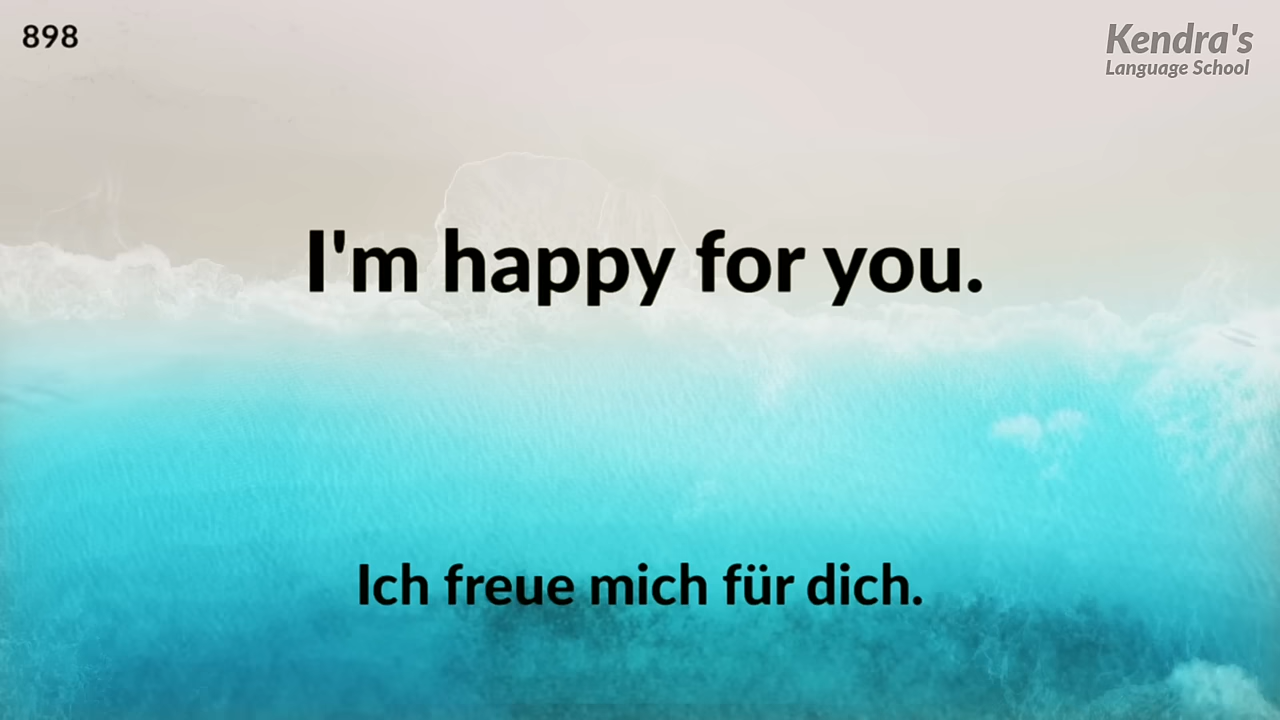 898
Kendra's
Language School
I'm happy for you.
Ich freue mich für dich.